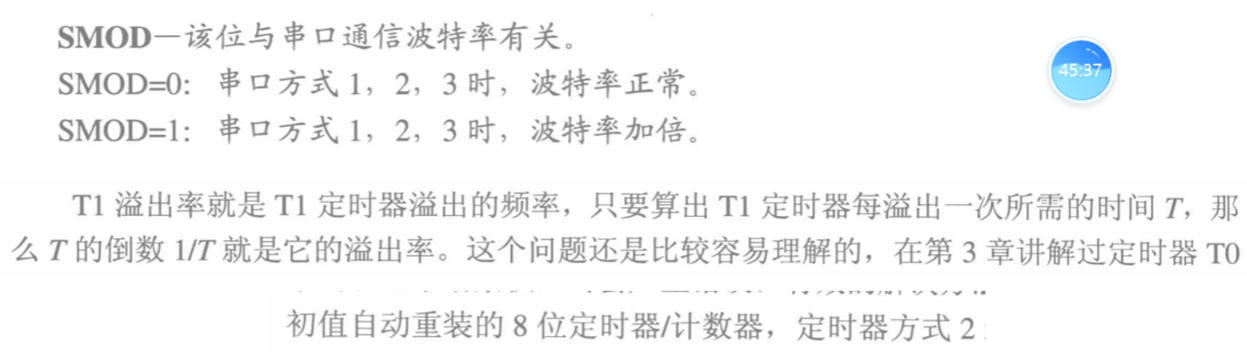 SMOD—该位与串口通信波特率有关。
45:37
SMOD=0: 串口方式 1, 2, 3 时, 波特率正常。
SMOD=1: 串口方式 1, 2, 3 时, 波特率加倍。
T1 溢出率就是 T1 定时器溢出的频率,只要算出 T1 定时器每溢出一次所需的时间 T,那
么 T 的倒数 1/T 就是它的溢出率。这个问题还是比较容易理解的,在第 3 章讲解过定时器 T0
初值自动重装的 8 位定时器/计数器,定时器方式 2